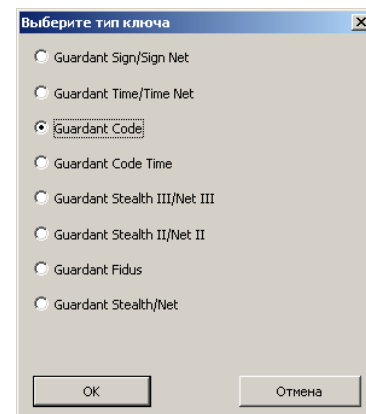 Выберите тип ключа
Guardant Sign/Sign Net
Guardant Time/Time Net
Guardant Code
Guardant Code Time
Guardant Stealth III/Net III
Guardant Stealth II/Net II
Guardant Fidus
Guardant Stealth/Net
OK Отмена